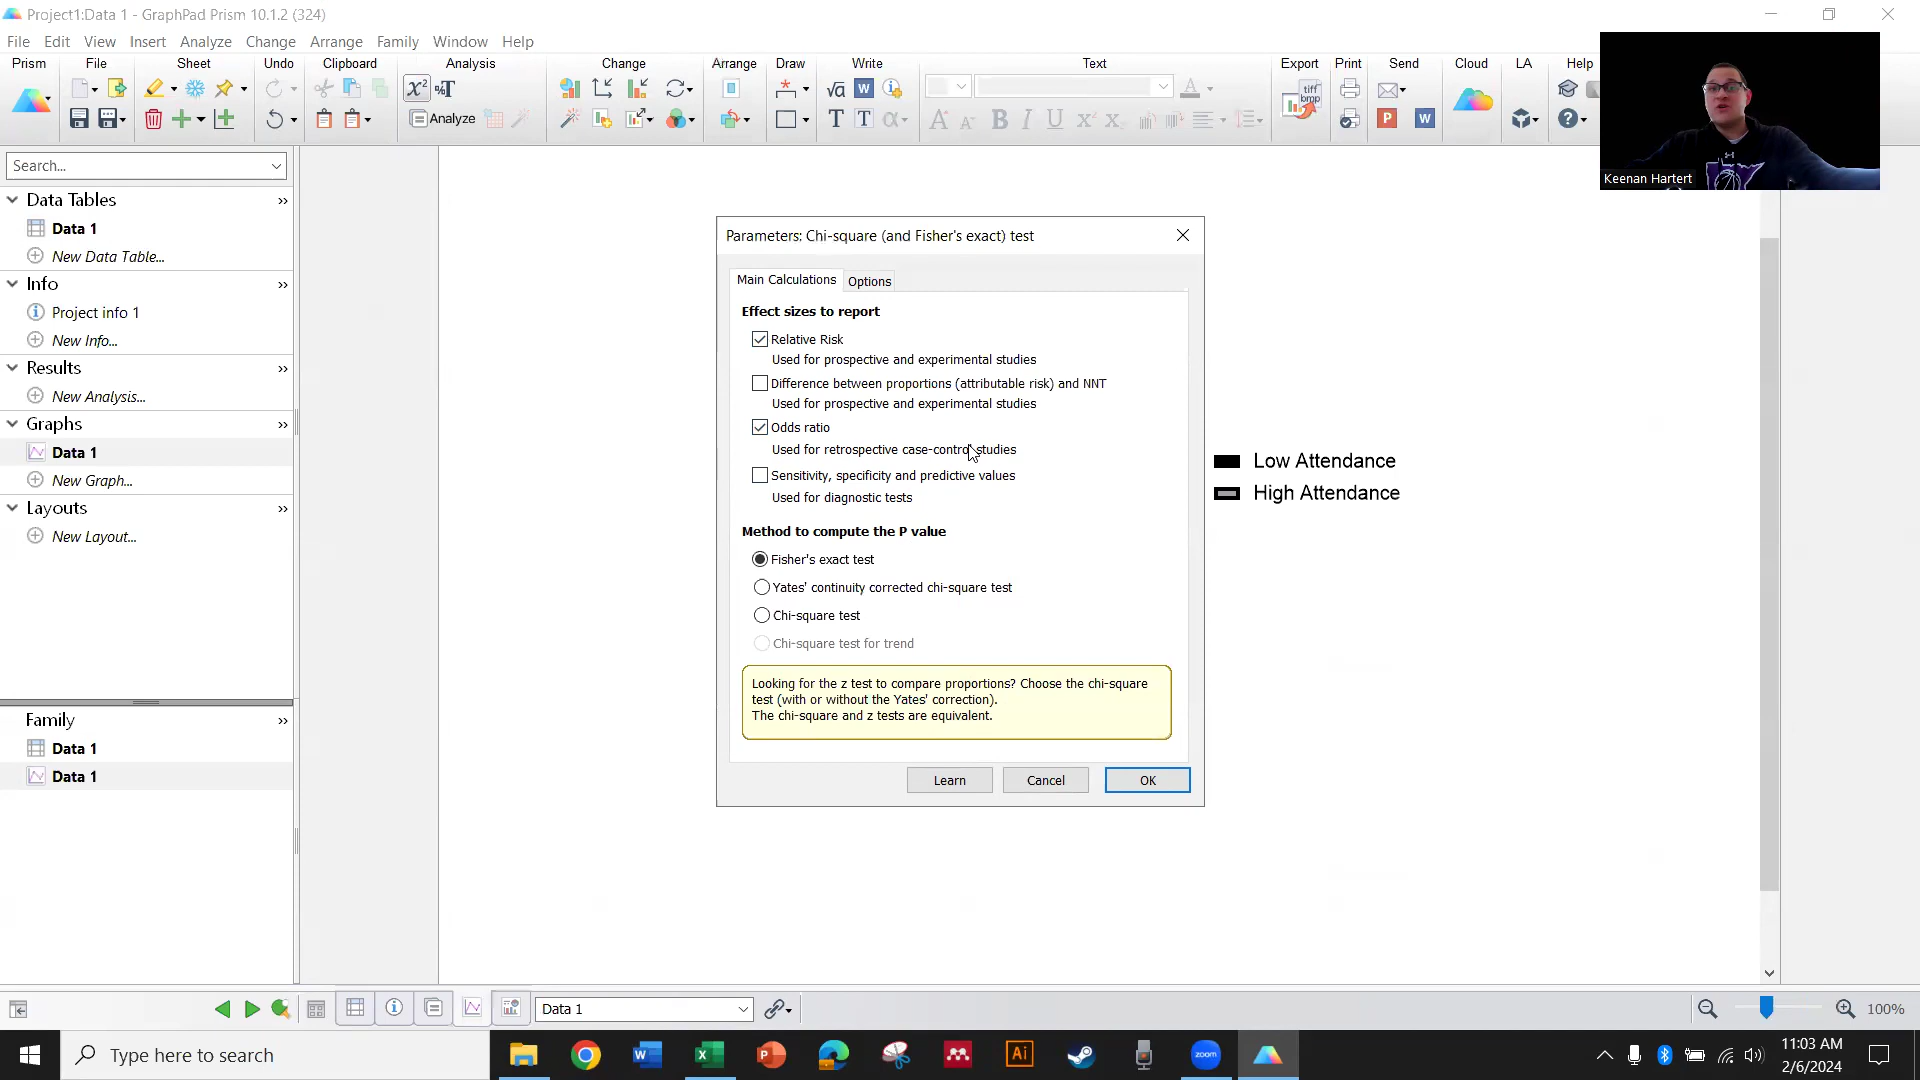 Project1:Data 1 - GraphPad Prism 10.1.2 (324)
File Edit View Insert Analyze Change Arrange Family Window Help
Prism File Sheet Undo Clipboard Analysis Change Arrange Draw Write Text Export Print Send Cloud LA Help
Analyze
tiff
bmp
Keenan Hartert
Search...
Data Tables
Data 1
New Data Table...
Info
Project info 1
New Info...
Results
New Analysis...
Graphs
Data 1
New Graph...
Layouts
New Layout...
Family
Data 1
Data 1
Parameters: Chi-square (and Fisher's exact) test
Main Calculations Options
Effect sizes to report
Relative Risk
Used for prospective and experimental studies
Difference between proportions (attributable risk) and NNT
Used for prospective and experimental studies
Odds ratio
Used for retrospective case-control studies
Sensitivity, specificity and predictive values
Used for diagnostic tests
Method to compute the P value
Fisher's exact test
Yates' continuity corrected chi-square test
Chi-square test
Chi-square test for trend
Looking for the z test to compare proportions? Choose the chi-square
test (with or without the Yates' correction).
The chi-square and z tests are equivalent.
Learn Cancel OK
Low Attendance
High Attendance
Data 1
100%
Type here to search
zoom
11:03 AM
2/6/2024